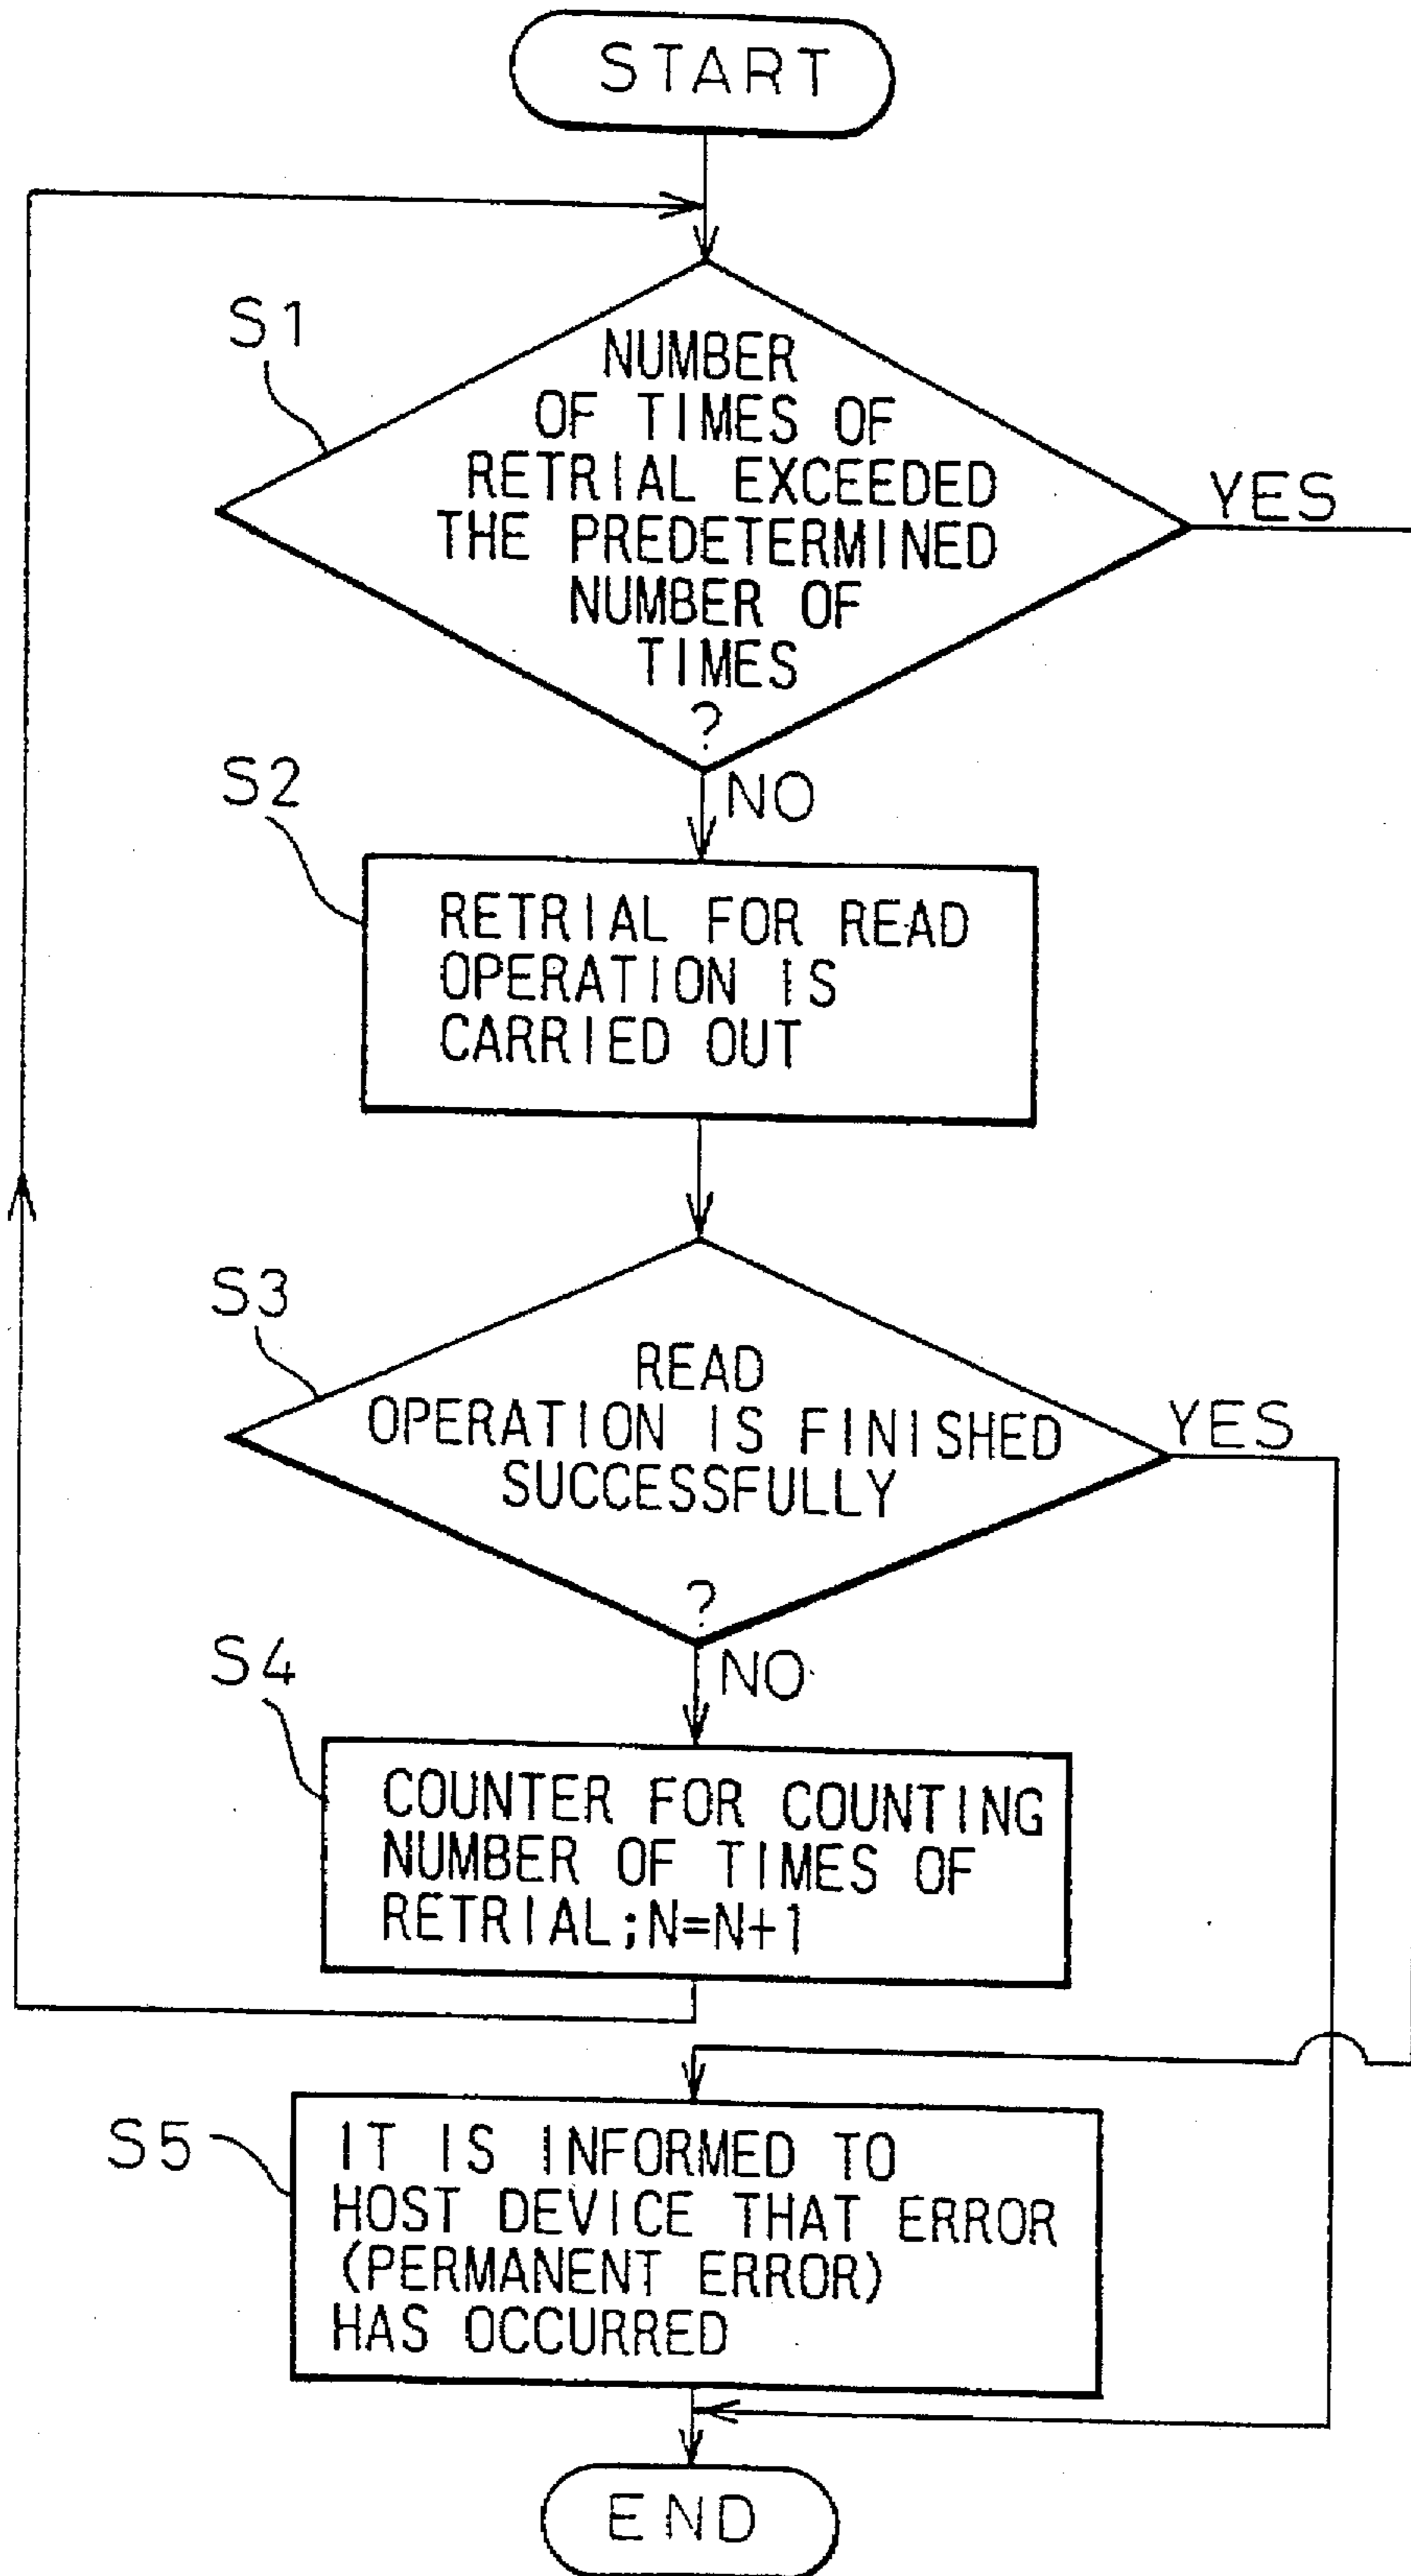 START
S1
NUMBER
OF TIMES OF
RETRIAL EXCEEDED
THE PREDETERMINED
NUMBER OF
TIMES
?
YES
NO
S2
RETRIAL FOR READ
OPERATION IS
CARRIED OUT
S3
READ
OPERATION IS FINISHED
SUCCESSFULLY
?
YES
NO
S4
COUNTER FOR COUNTING
NUMBER OF TIMES OF
RETRIAL;N=N+1
S5
IT IS INFORMED TO
HOST DEVICE THAT ERROR
(PERMANENT ERROR)
HAS OCCURRED
END